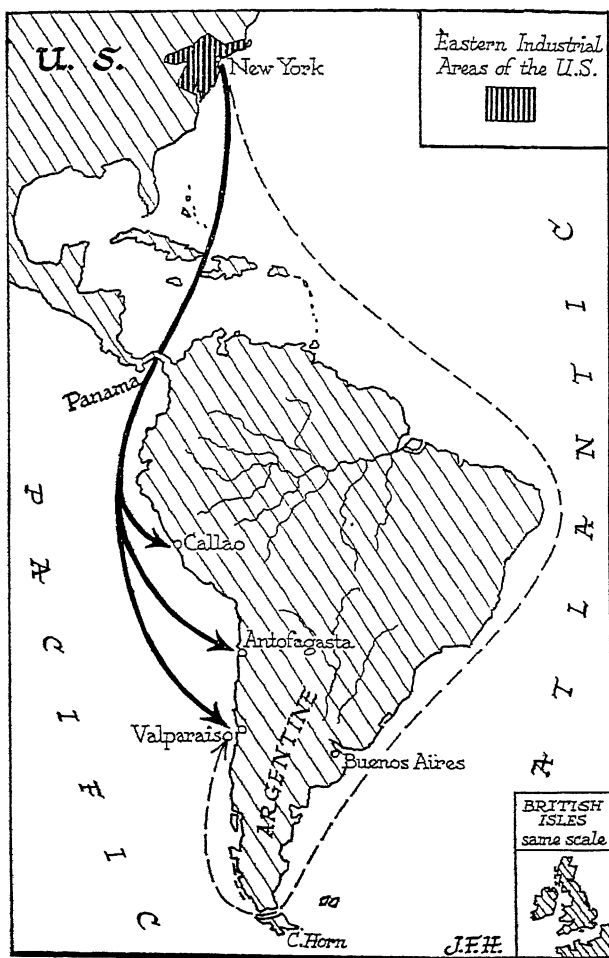 U. S.
New York
Eastern Industrial
Areas of the U.S.
Panama
ATLANTIC
PACIFIC
Callao
Antofagasta
Valparaiso
ARGENTINE
Buenos Aires
C. Horn
BRITISH
ISLES
same scale
J.F.H.